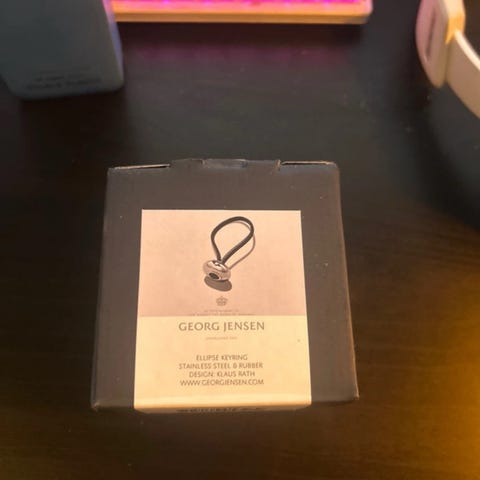 GEORG JENSEN
ELLIPSE KEYRING
STAINLESS STEEL & RUBBER
DESIGN: KLAUS RATH
WWW.GEORGJENSEN.COM